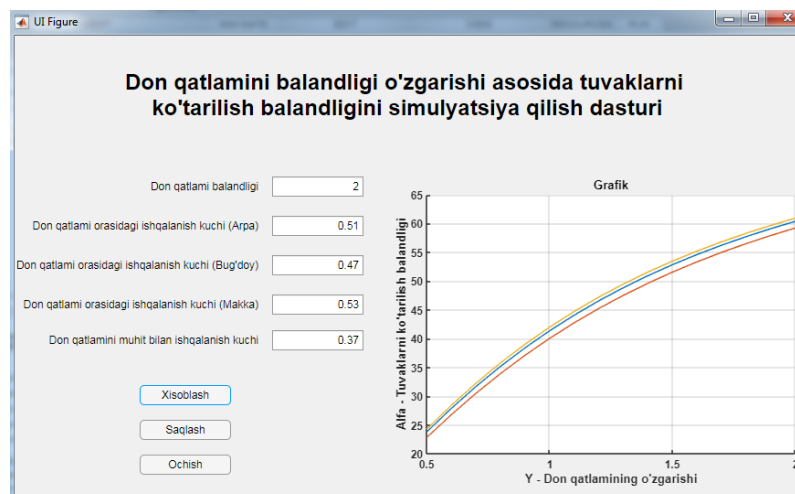 UI Figure
Don qatlamini balandligi o'zgarishi asosida tuvaklarni
ko'tarilish balandligini simulyatsiya qilish dasturi
Don qatlami balandligi 2
Don qatlami orasidagi ishqalanish kuchi (Arpa) 0.51
Don qatlami orasidagi ishqalanish kuchi (Bug'doy) 0.47
Don qatlami orasidagi ishqalanish kuchi (Makka) 0.53
Don qatlamini muhit bilan ishqalanish kuchi 0.37
Xisoblash
Saqlash
Ochish
Grafik
Alfa - Tuvaklarni ko'tarilish balandligi
65
60
55
50
45
40
35
30
25
20
0.5 1 1.5 2
Y - Don qatlamining o'zgarishi